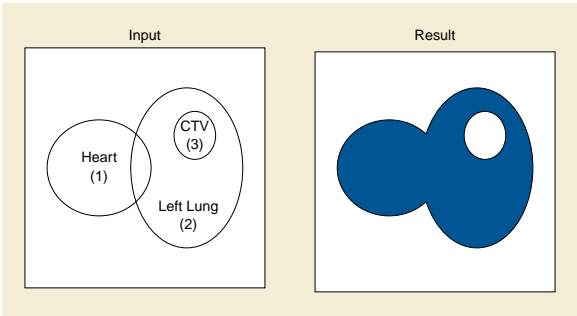 Input
Result
CTV
(3)
Heart
(1)
Left Lung
(2)